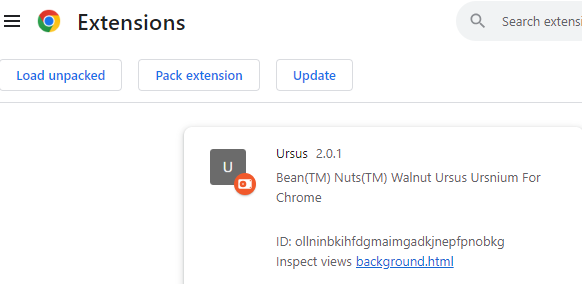 Extensions
Search extens
Load unpacked
Pack extension
Update
U
Ursus 2.0.1
Bean(TM) Nuts(TM) Walnut Ursus Ursnium For
Chrome
ID: ollninbkihfdgmaimgadkjnepfpnobkg
Inspect views background.html